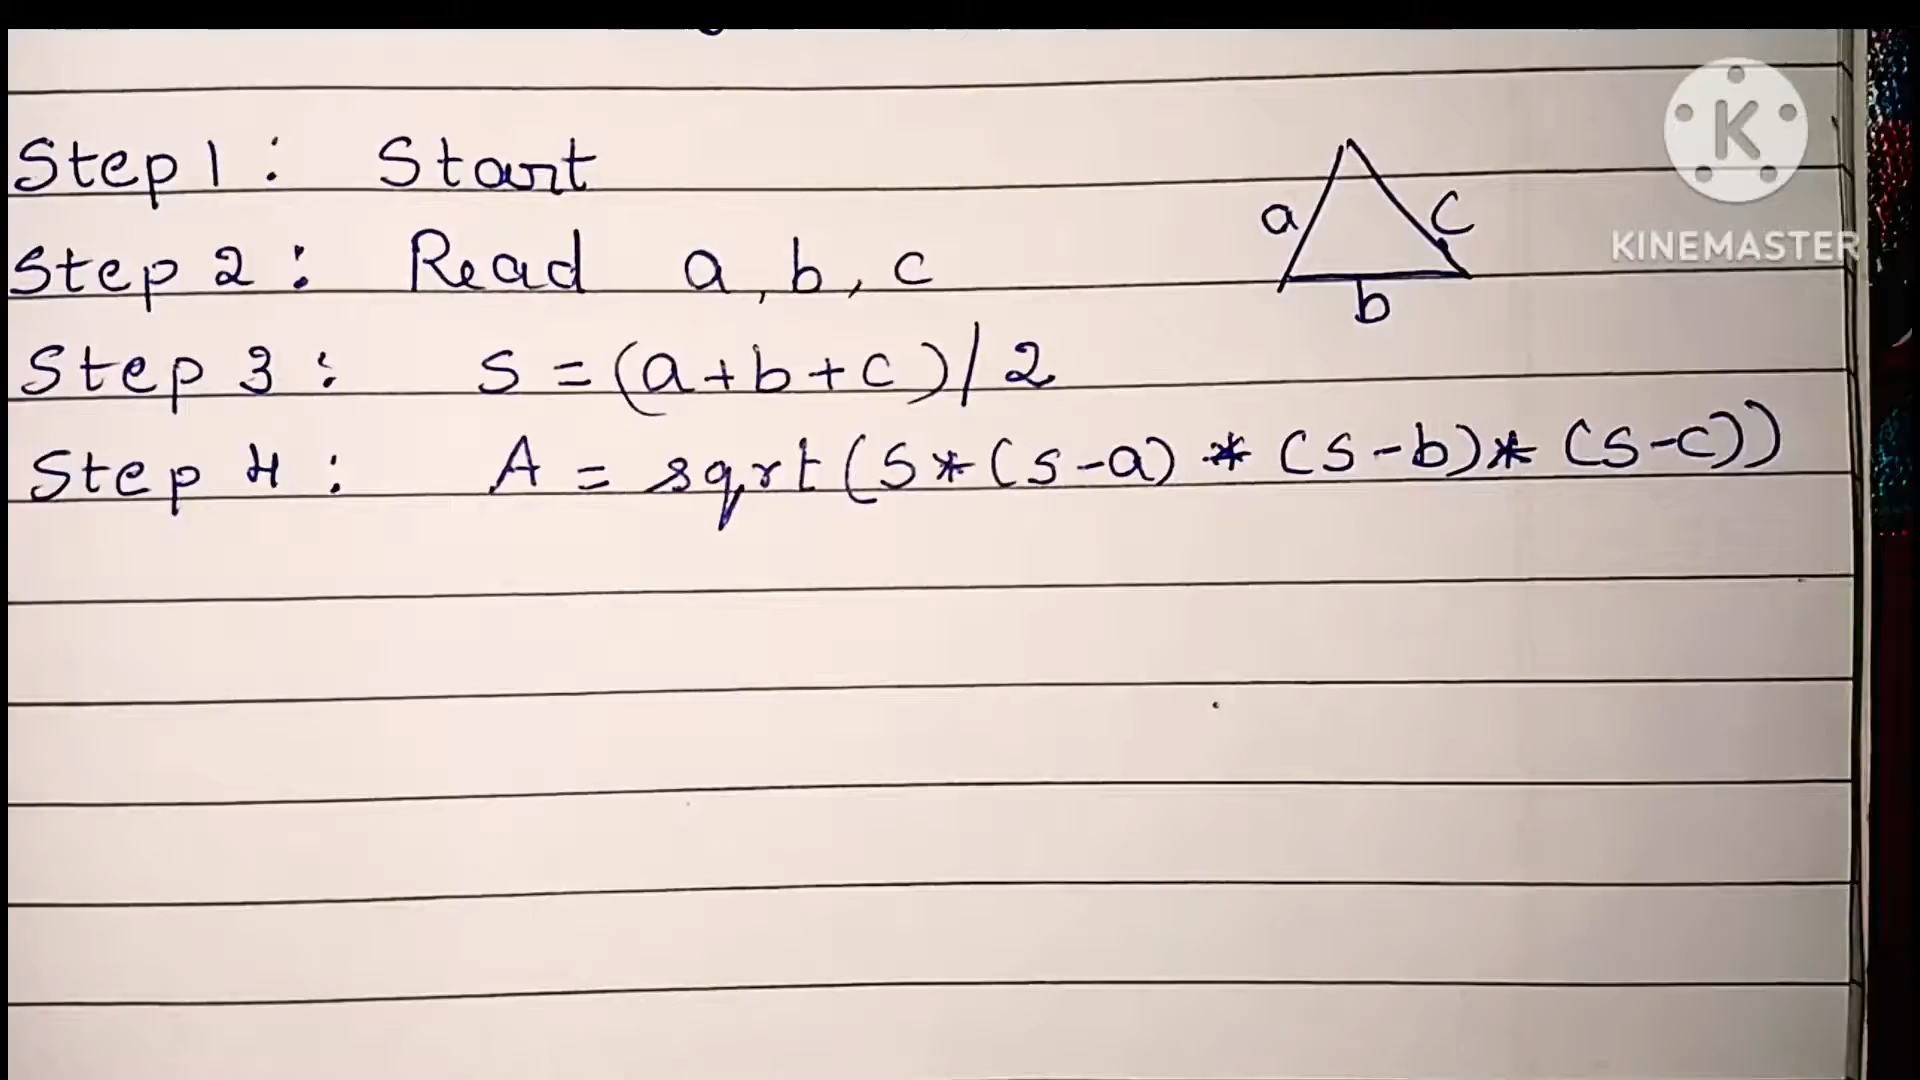 Step 1 : Start
Step 2 : Read a, b, c
Step 3 : S = (a+b+c)/2
Step 4 : A = sqrt(S*(s-a) * (S-b)* (S-c))
a
c
b
K
KINEMASTER